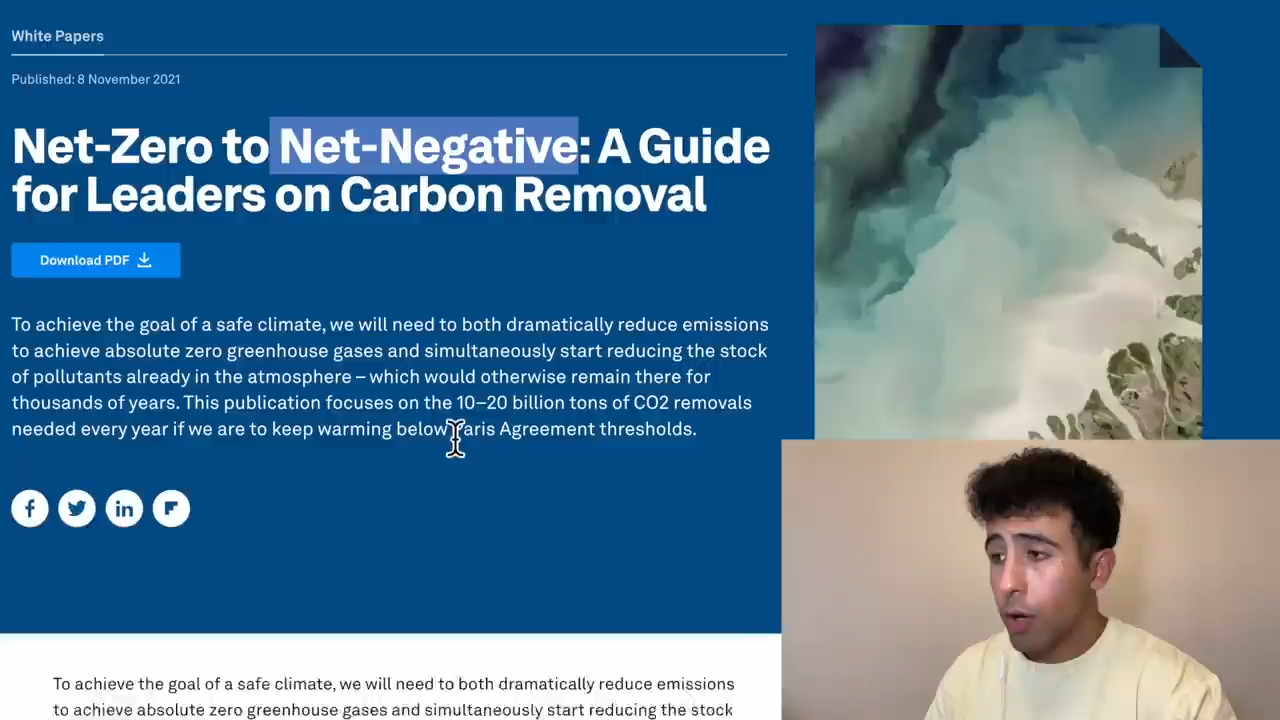 White Papers
Published: 8 November 2021
Net-Zero to Net-Negative: A Guide
for Leaders on Carbon Removal
Download PDF
To achieve the goal of a safe climate, we will need to both dramatically reduce emissions
to achieve absolute zero greenhouse gases and simultaneously start reducing the stock
of pollutants already in the atmosphere – which would otherwise remain there for
thousands of years. This publication focuses on the 10–20 billion tons of CO2 removals
needed every year if we are to keep warming below Paris Agreement thresholds.
To achieve the goal of a safe climate, we will need to both dramatically reduce emissions
to achieve absolute zero greenhouse gases and simultaneously start reducing the stock